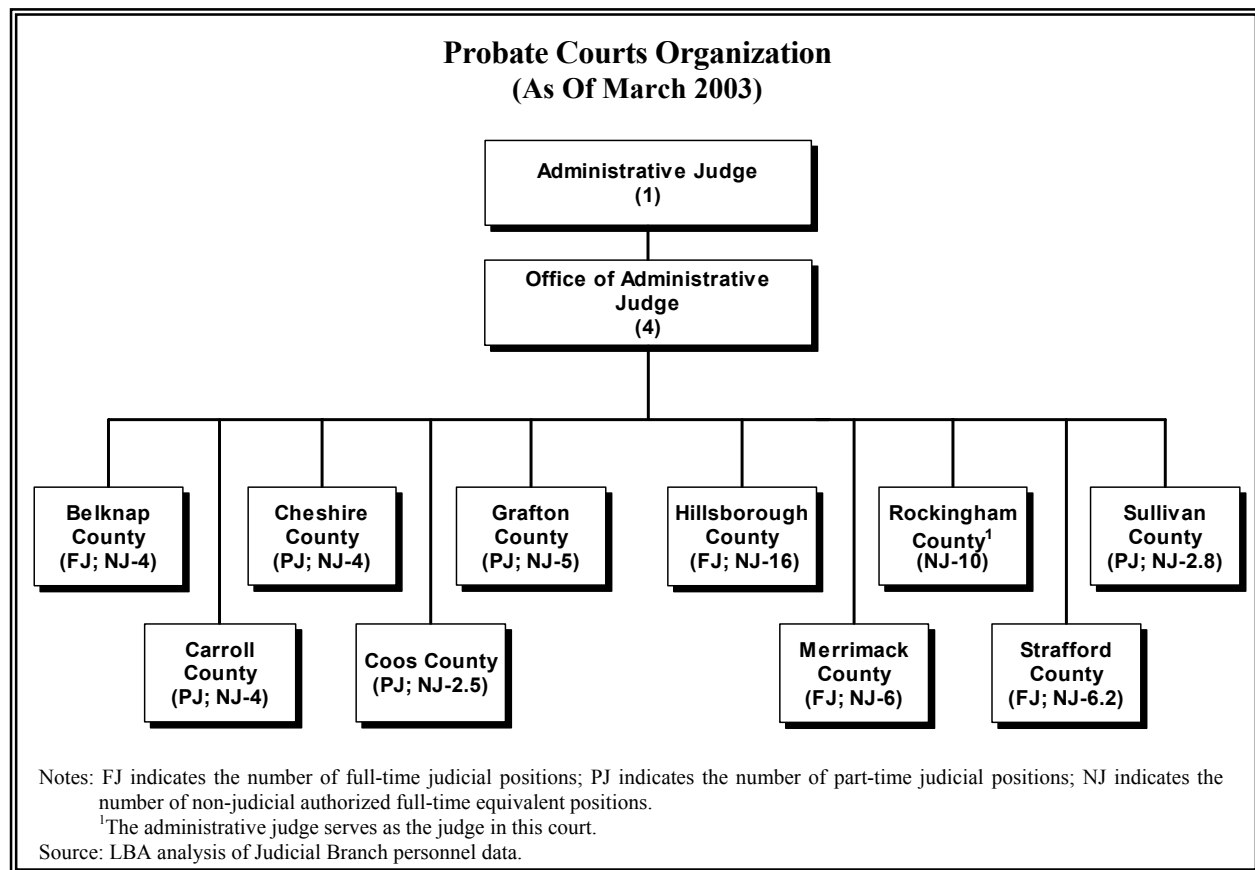 Probate Courts Organization
(As Of March 2003)
Administrative Judge
(1)
Office of Administrative
Judge
(4)
Belknap
County
(FJ; NJ-4)
Cheshire
County
(PJ; NJ-4)
Grafton
County
(PJ; NJ-5)
Hillsborough
County
(FJ; NJ-16)
Rockingham
County¹
(NJ-10)
Sullivan
County
(PJ; NJ-2.8)
Carroll
County
(PJ; NJ-4)
Coos County
(PJ; NJ-2.5)
Merrimack
County
(FJ; NJ-6)
Strafford
County
(FJ; NJ-6.2)
Notes: FJ indicates the number of full-time judicial positions; PJ indicates the number of part-time judicial positions; NJ indicates the
number of non-judicial authorized full-time equivalent positions.
¹The administrative judge serves as the judge in this court.
Source: LBA analysis of Judicial Branch personnel data.